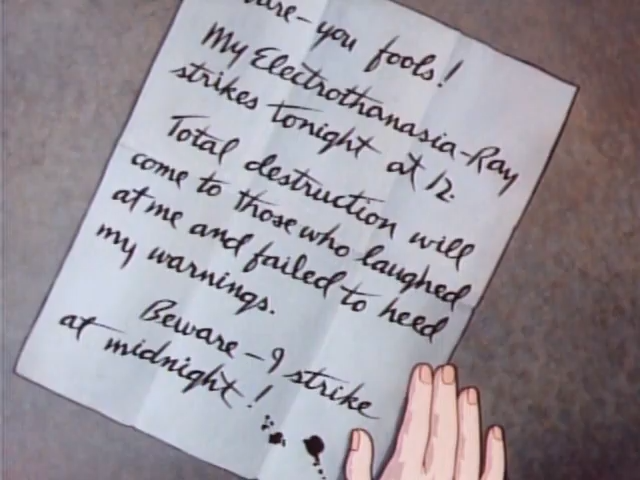 ware-you fools!
My Electrothanasia-Ray
strikes tonight at 12.
Total destruction will
come to those who laughed
at me and failed to heed
my warnings.
Beware-I strike
at midnight!